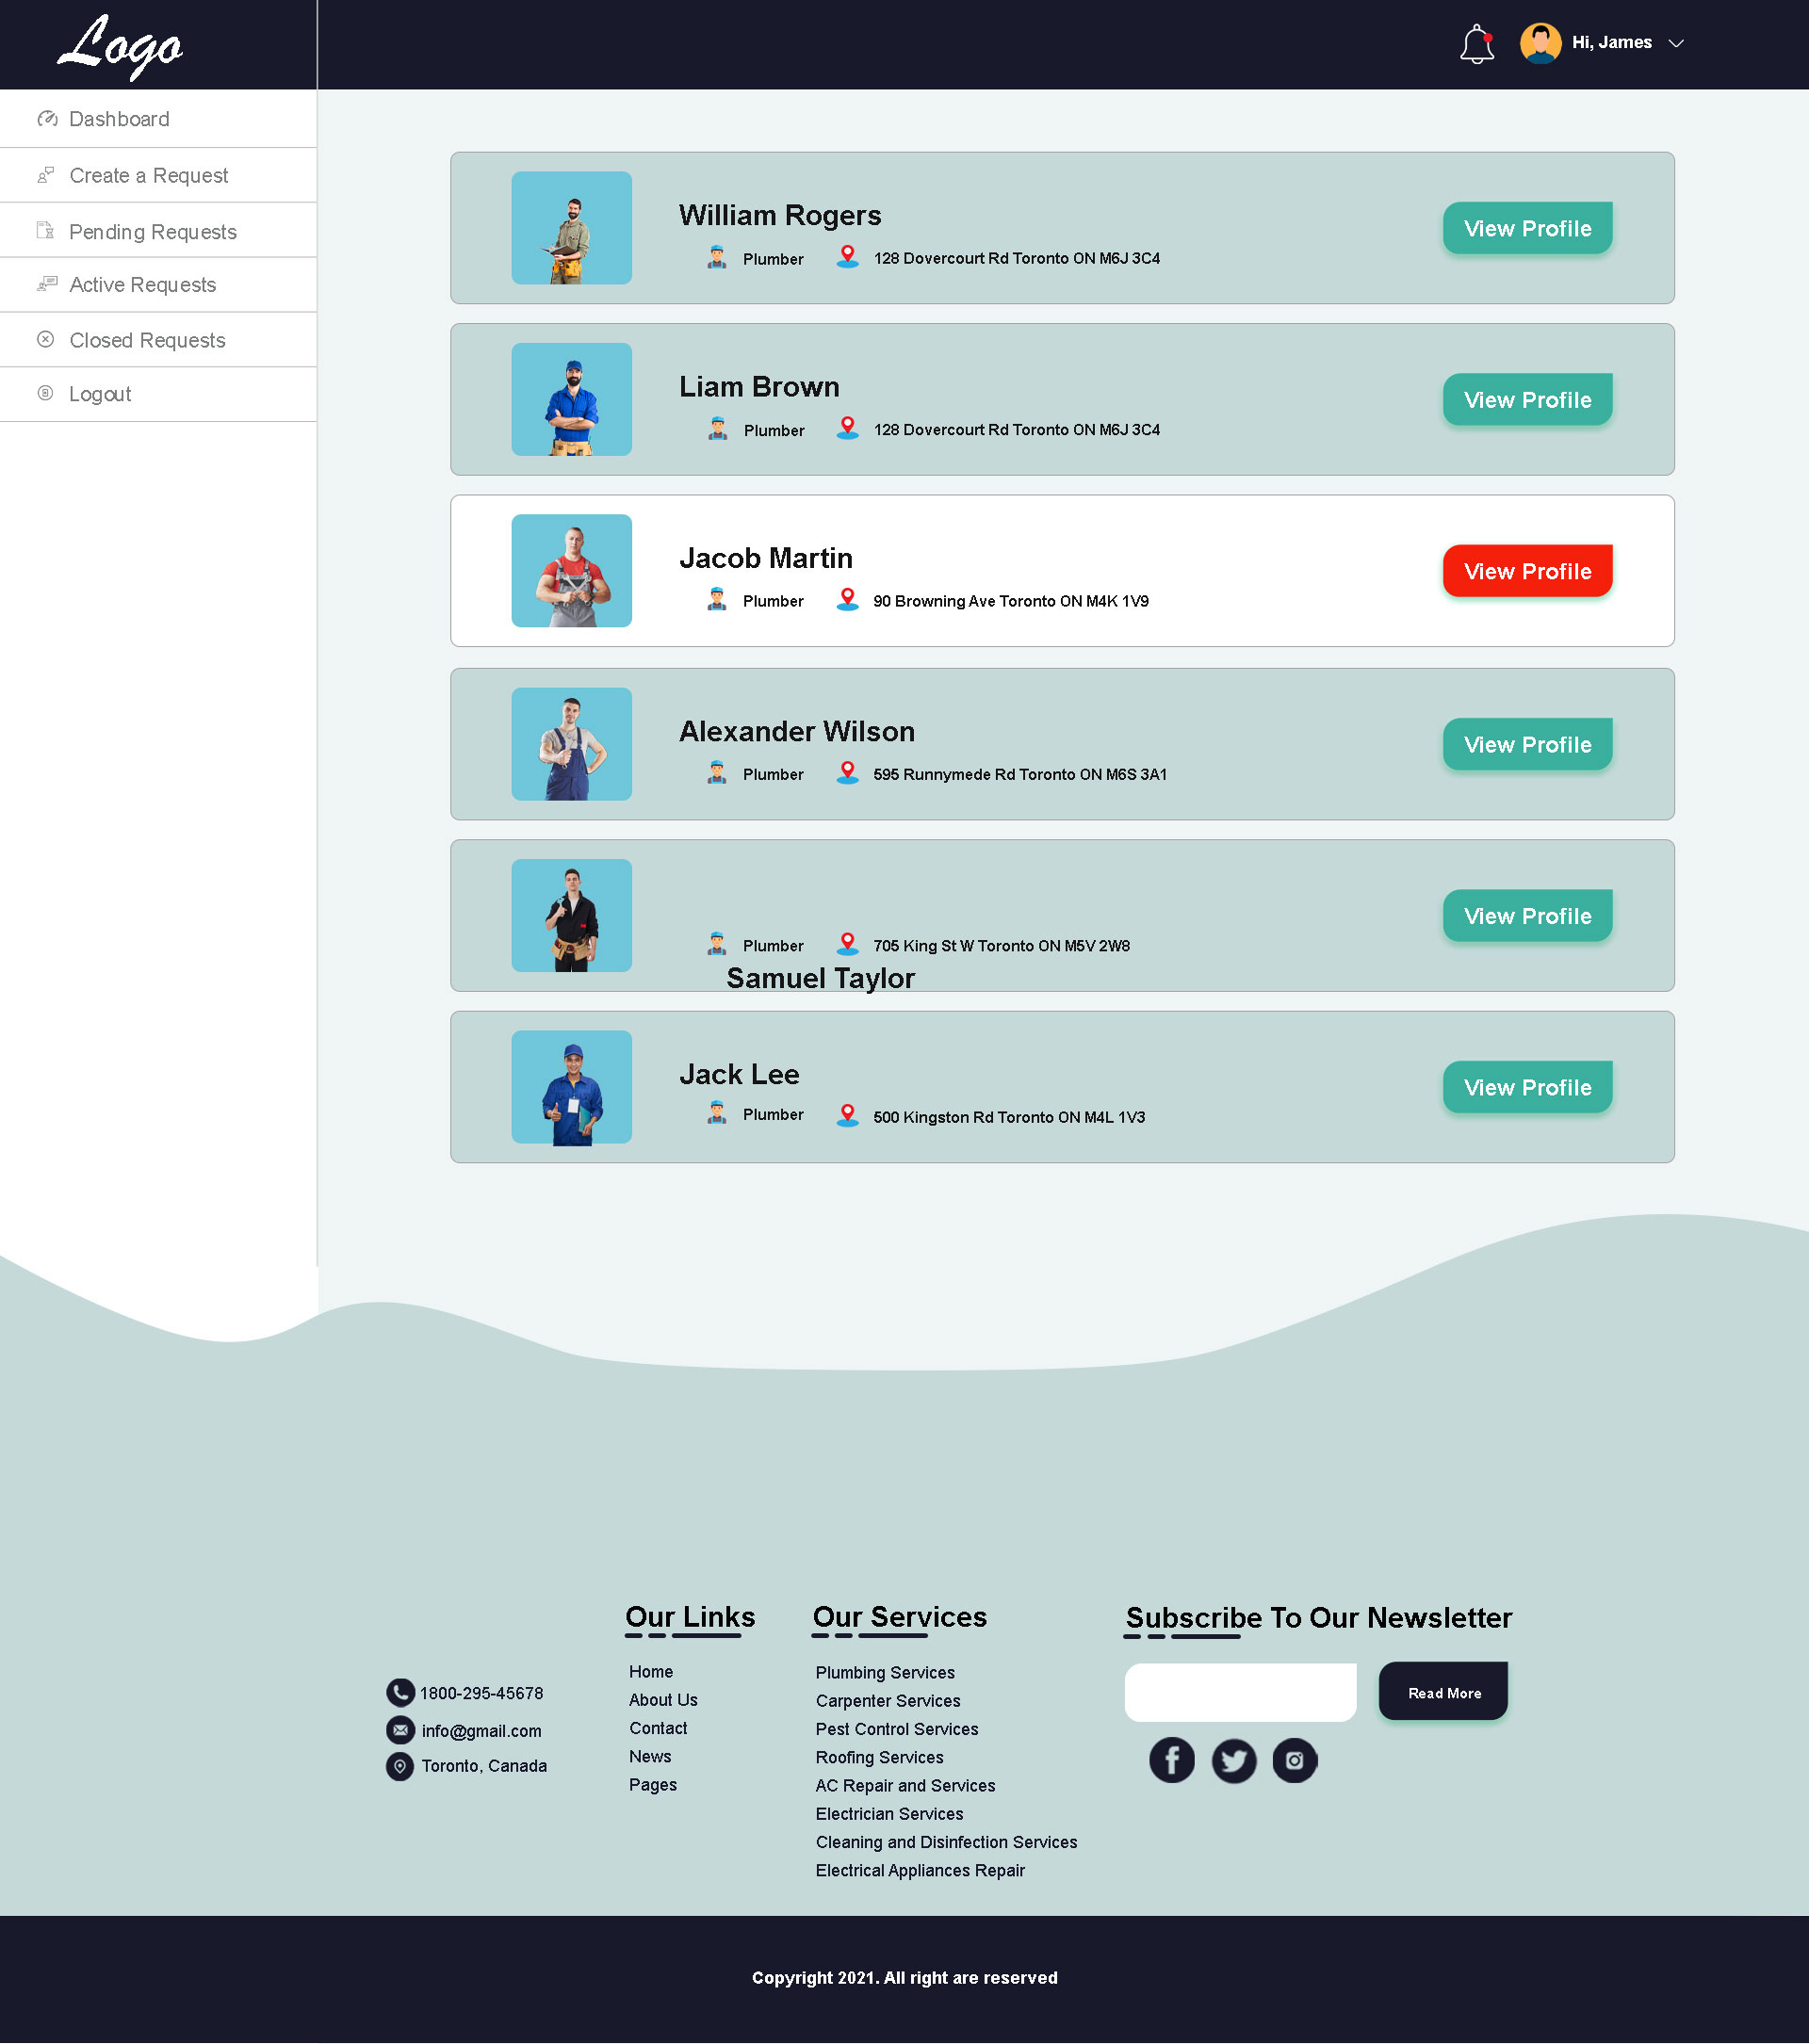 Logo
Hi, James
Dashboard
Create a Request
Pending Requests
Active Requests
Closed Requests
Logout
William Rogers
Plumber
128 Dovercourt Rd Toronto ON M6J 3C4
View Profile
Liam Brown
Plumber
128 Dovercourt Rd Toronto ON M6J 3C4
View Profile
Jacob Martin
Plumber
90 Browning Ave Toronto ON M4K 1V9
View Profile
Alexander Wilson
Plumber
595 Runnymede Rd Toronto ON M6S 3A1
View Profile
Plumber
705 King St W Toronto ON M5V 2W8
Samuel Taylor
View Profile
Jack Lee
Plumber
500 Kingston Rd Toronto ON M4L 1V3
View Profile
1800-295-45678
info@gmail.com
Toronto, Canada
Our Links
Home
About Us
Contact
News
Pages
Our Services
Plumbing Services
Carpenter Services
Pest Control Services
Roofing Services
AC Repair and Services
Electrician Services
Cleaning and Disinfection Services
Electrical Appliances Repair
Subscribe To Our Newsletter
Read More
Copyright 2021. All right are reserved